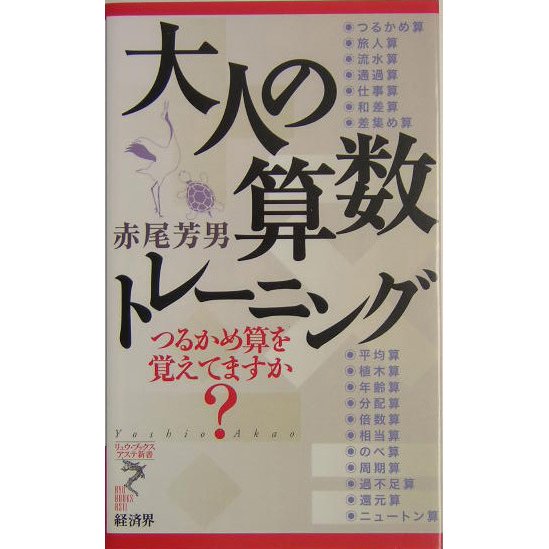 大人の
算数
トレーニング
赤尾芳男
つるかめ算を
覚えてますか
?
Yoshio Akao
◉つるかめ算
◉旅人算
◉流水算
◉通過算
◉仕事算
◉和差算
◉差集め算
◉平均算
◉植木算
◉年齢算
◉分配算
◉倍数算
◉相当算
◉のべ算
◉周期算
◉過不足算
◉還元算
◉ニュートン算
リュウ・ブックス
アステ新書
RYU
BOOKS
ASTE
経済界